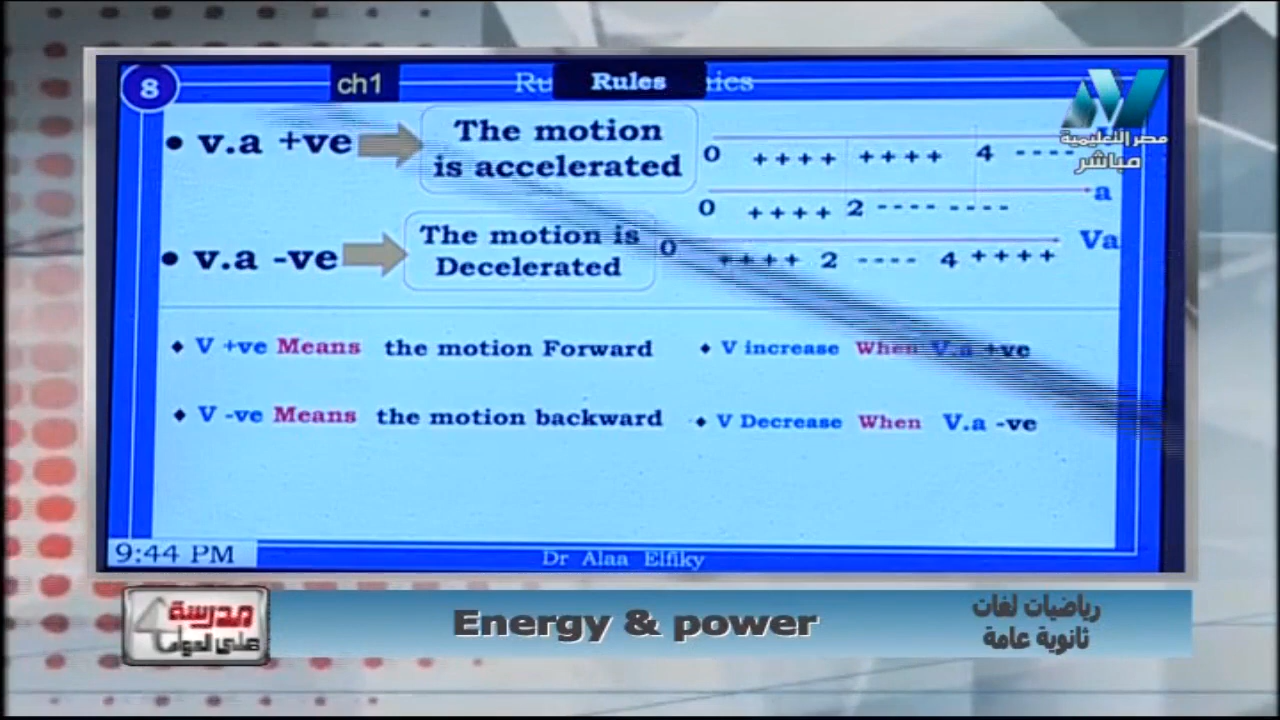 8
ch1
Rules
• v.a +ve
The motion
is accelerated
0 ++++ ++++ 4 ----
a
0 ++++ 2 ---- ----
• v.a -ve
The motion is
Decelerated
Va
0 ++++ 2 ---- 4 ++++
V +ve Means the motion Forward
V increase When V.a +ve
V -ve Means the motion backward
V Decrease When V.a -ve
9:44 PM
Dr Alaa Elfiky
مصر التعليمية
مباشر
مدرسة
على الهوا
Energy & power
رياضيات لغات
ثانوية عامة